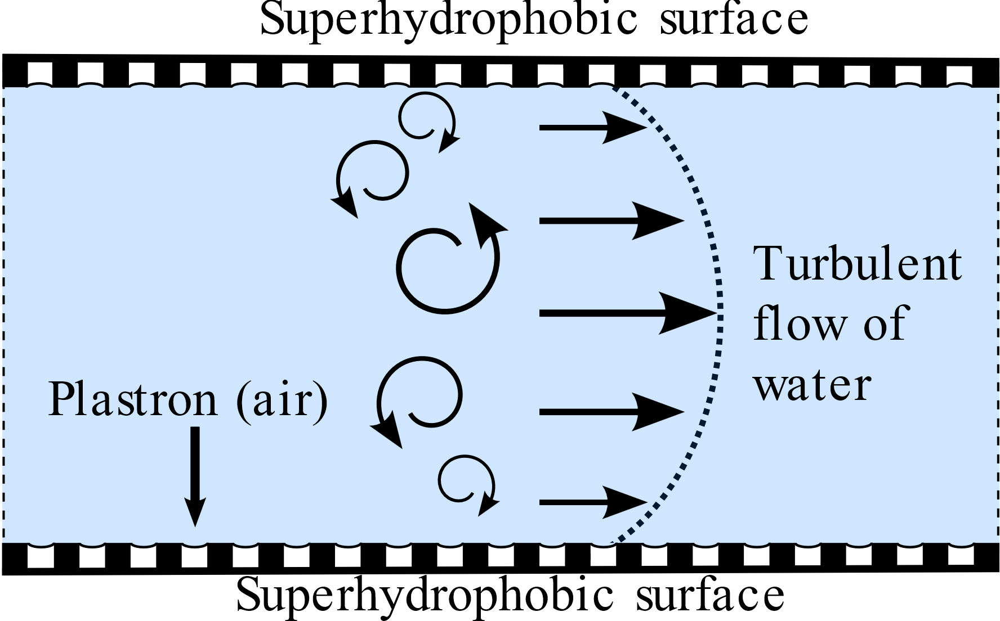 Superhydrophobic surface
Turbulent
flow of
water
Plastron (air)
Superhydrophobic surface